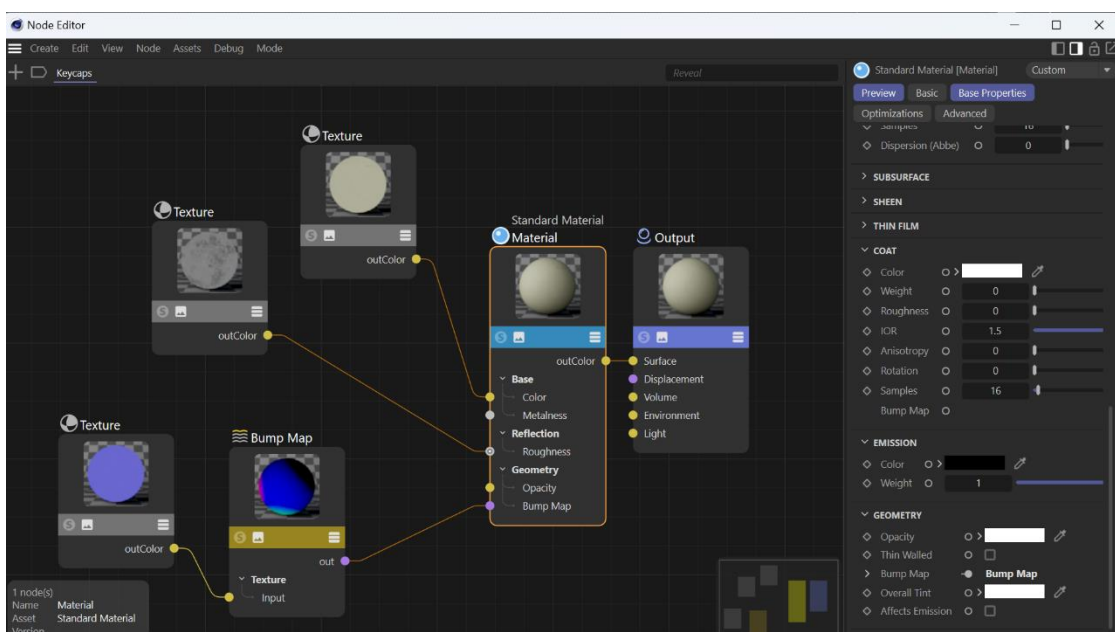 Node Editor
Create Edit View Node Assets Debug Mode
Keycaps
Reveal
Texture
outColor
Texture
outColor
Texture
outColor
Bump Map
out
Texture
Input
Standard Material
Material
outColor
Base
Color
Metalness
Reflection
Roughness
Geometry
Opacity
Bump Map
Output
Surface
Displacement
Volume
Environment
Light
1 node(s)
Name Material
Asset Standard Material
Version
Standard Material [Material] Custom
Preview Basic Base Properties
Optimizations Advanced
Samples 16
Dispersion (Abbe) 0
SUBSURFACE
SHEEN
THIN FILM
COAT
Color
Weight 0
Roughness 0
IOR 1.5
Anisotropy 0
Rotation 0
Samples 16
Bump Map
EMISSION
Color
Weight 1
GEOMETRY
Opacity
Thin Walled
Bump Map Bump Map
Overall Tint
Affects Emission